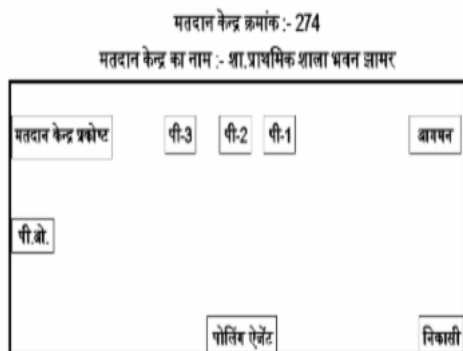 मतदान केन्द्र क्रमांक :- 274
मतदान केन्द्र का नाम :- शा.प्राथमिक शाला भवन झामर
मतदान केन्द्र प्रकोष्ट पी-3 पी-2 पी-1 आगमन
पी.ओ.
पोलिंग ऐजेंट निकासी